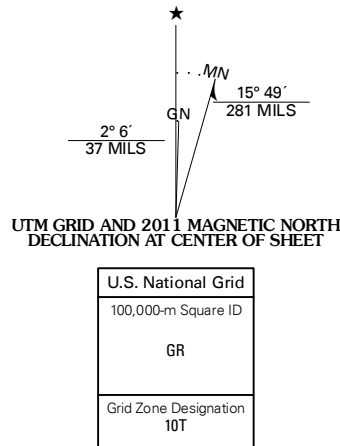 ★
MN
GN
15° 49´
281 MILS
2° 6´
37 MILS
UTM GRID AND 2011 MAGNETIC NORTH
DECLINATION AT CENTER OF SHEET
U.S. National Grid
100,000-m Square ID
GR
Grid Zone Designation
10T